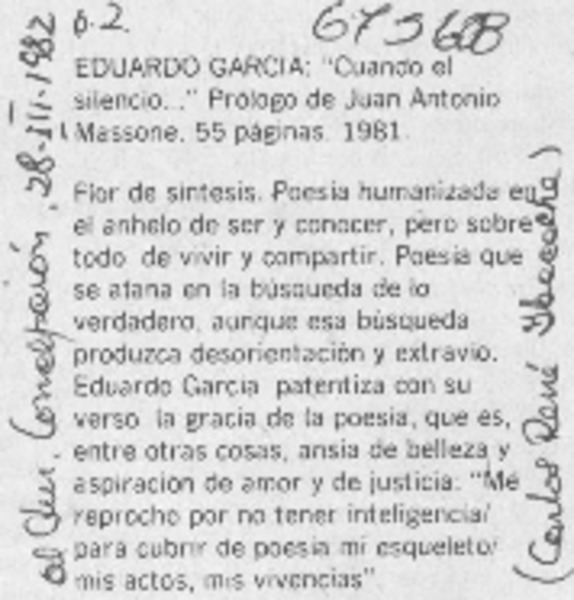 p.2.
673608
EDUARDO GARCIA: "Cuando el
silencio..." Prólogo de Juan Antonio
Massone. 55 páginas. 1981.
Flor de síntesis. Poesía humanizada en
el anhelo de ser y conocer, pero sobre
todo de vivir y compartir. Poesía que
se afana en la búsqueda de lo
verdadero, aunque esa búsqueda
produzca desorientación y extravío.
Eduardo García patentiza con su
verso la gracia de la poesía, que es,
entre otras cosas, ansia de belleza y
aspiración de amor y de justicia: "Me
reprocho por no tener inteligencia/
para cubrir de poesía mi esqueleto/
mis actos, mis vivencias".
el Sur. Concepción, 28-III-1982
(Carlos René Ibacache)